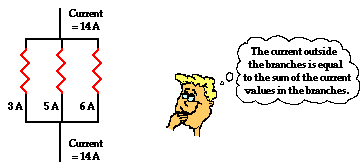 Current
= 14 A
3 A 5 A 6 A
Current
= 14 A
The current outside
the branches is equal
to the sum of the current
values in the branches.